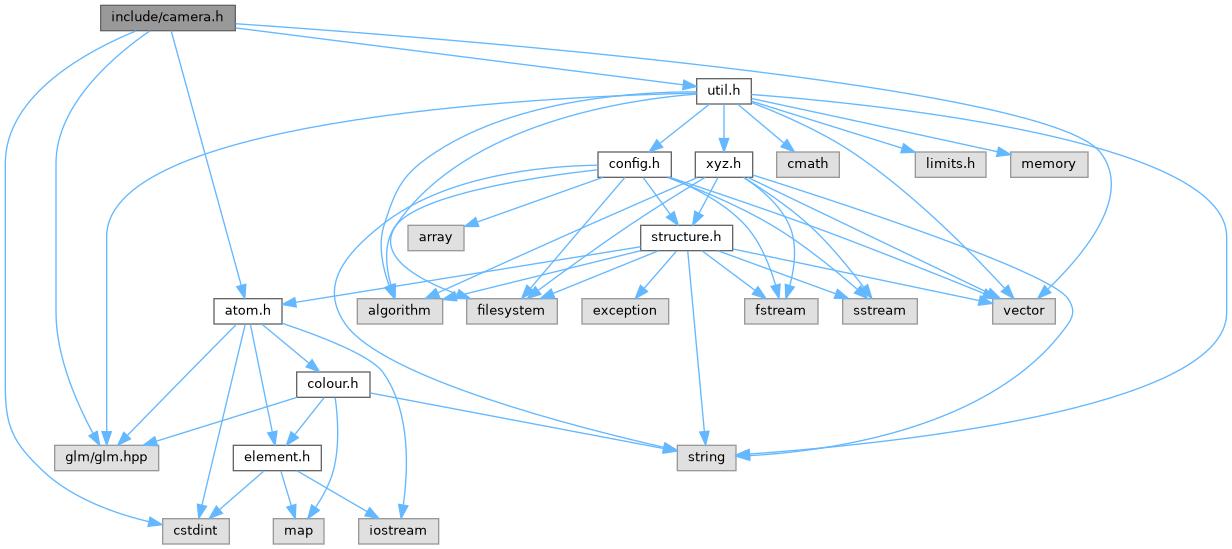 include/camera.h
util.h
config.h
xyz.h
cmath
limits.h
memory
array
structure.h
atom.h
algorithm
filesystem
exception
fstream
sstream
vector
colour.h
glm/glm.hpp
element.h
string
cstdint
map
iostream